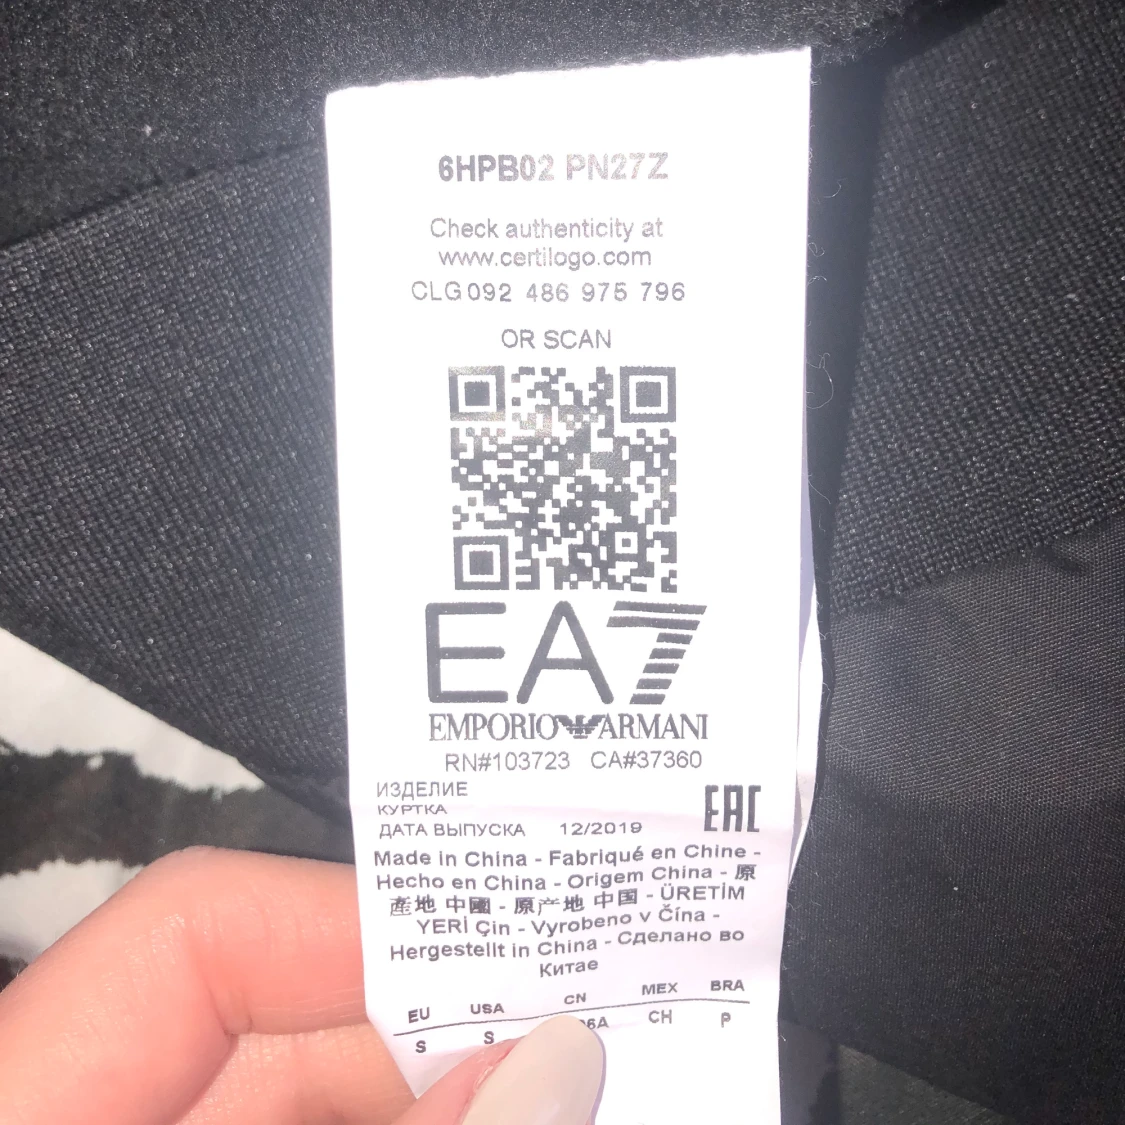 6HPB02 PN27Z
Check authenticity at
www.certilogo.com
CLG 092 486 975 796
OR SCAN
EA7
EMPORIO ARMANI
RN#103723 CA#37360
ИЗДЕЛИЕ
КУРТКА
ДАТА ВЫПУСКА 12/2019
EAC
Made in China - Fabriqué en Chine -
Hecho en China - Origem China - 原
產地 中國 - 原产地 中国 - ÜRETİM
YERİ Çin - Vyrobeno v Čína -
Hergestellt in China - Сделано во
Китае
EU USA CN MEX BRA
S S 6A CH P